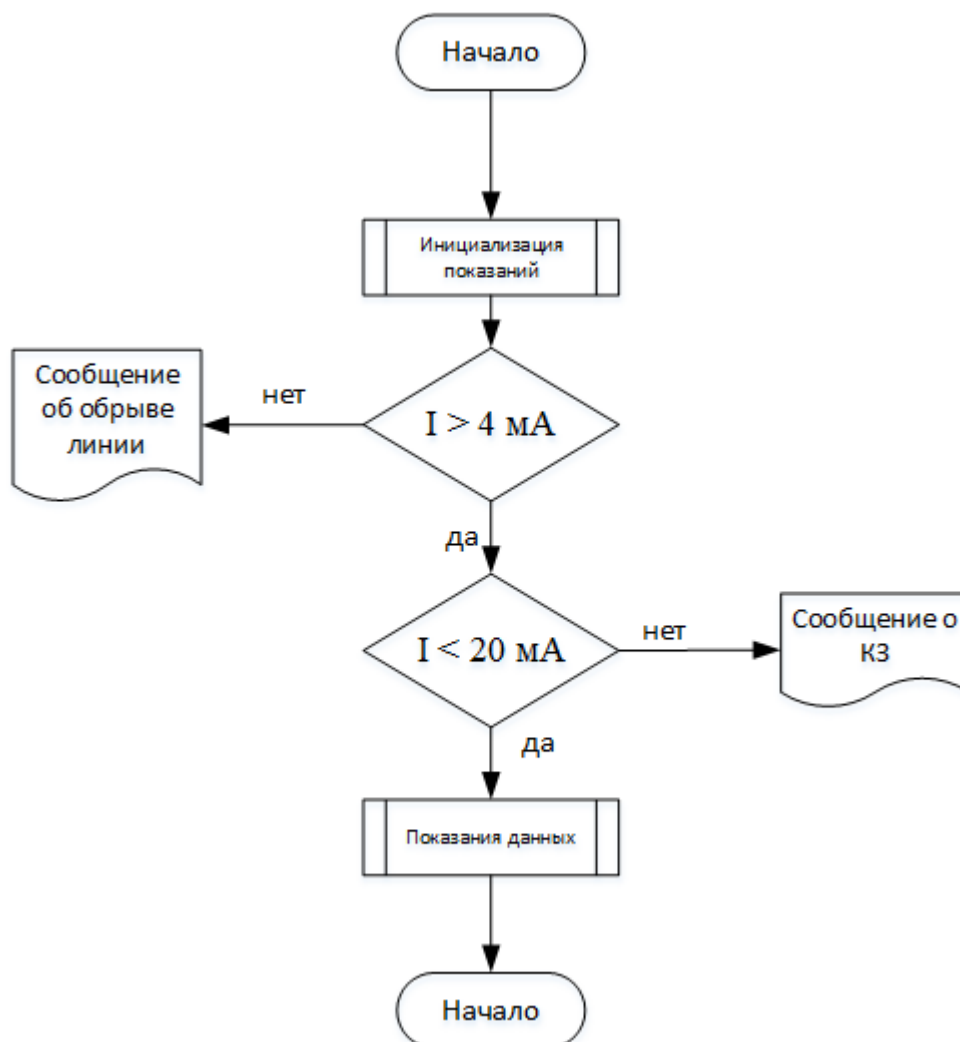 Начало
Инициализация
показаний
Сообщение
об обрыве
линии
нет
I > 4 мА
да
I < 20 мА
нет
Сообщение о
КЗ
да
Показания данных
Начало